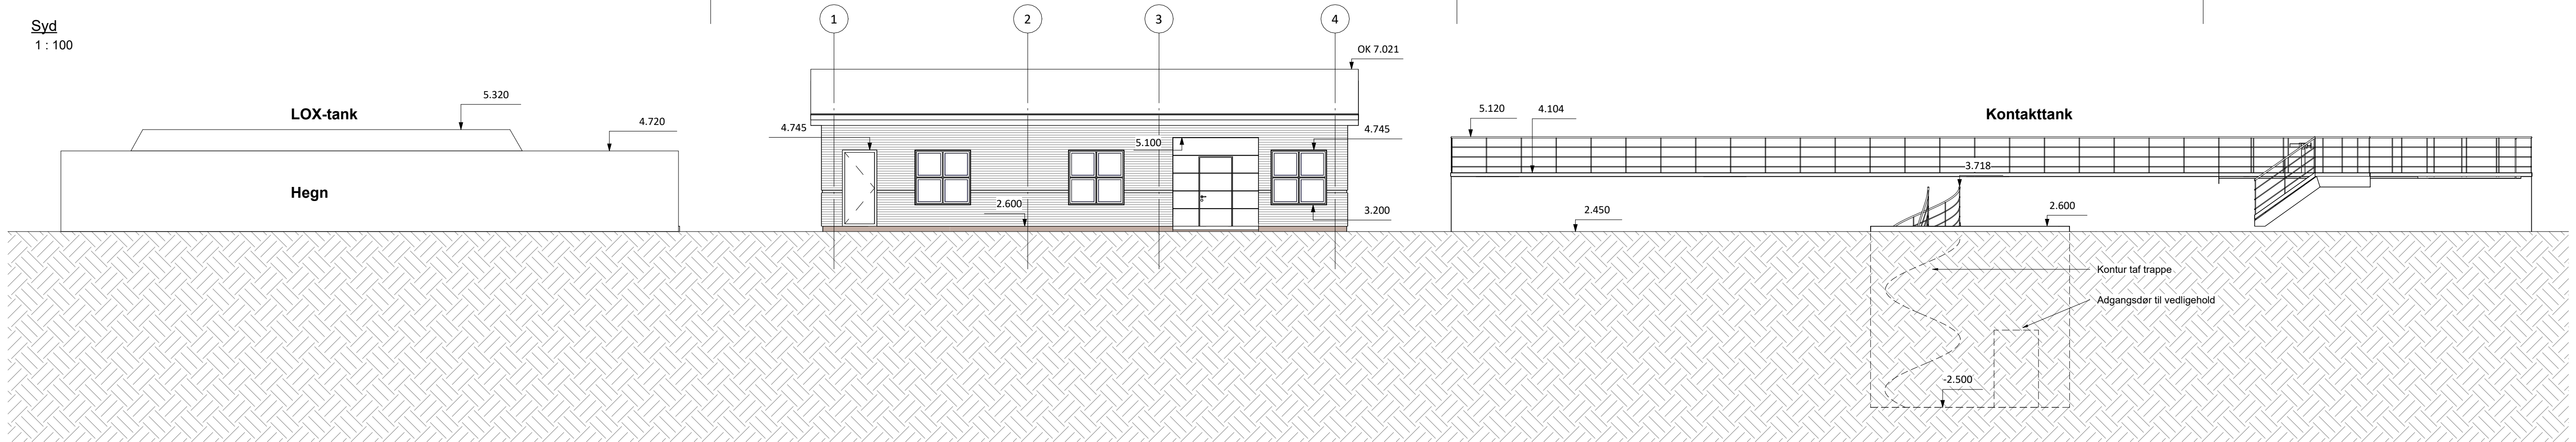 Syd
1 : 100
1
2
3
4
OK 7.021
LOX-tank
5.320
4.720
Hegn
4.745
5.100
4.745
2.600
3.200
5.120
4.104
Kontakttank
3.718
2.450
2.600
Kontur taf trappe
Adgangsdør til vedligehold
-2.500